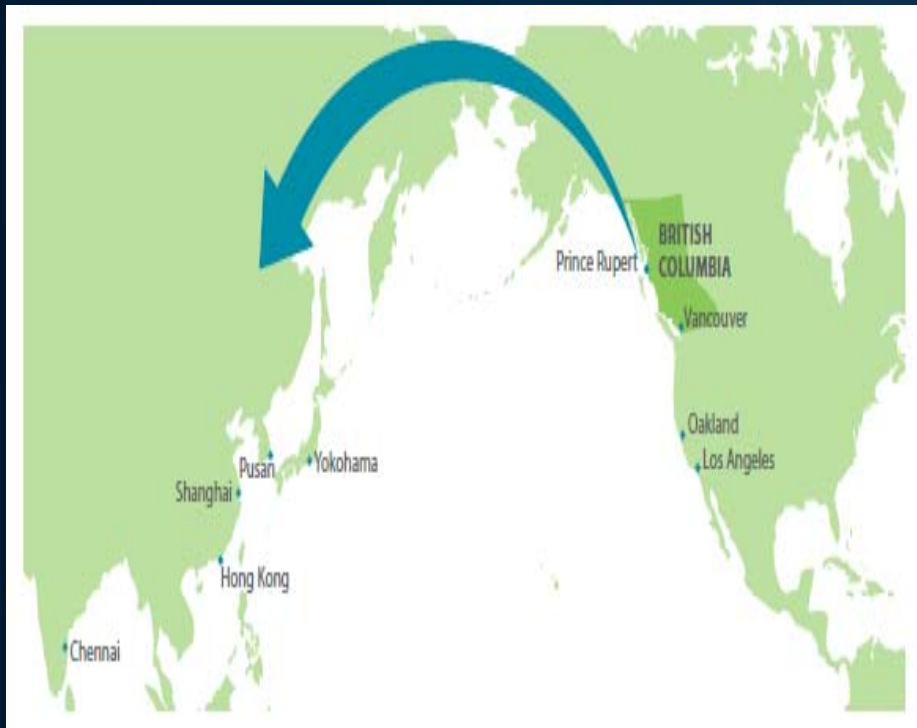 BRITISH
COLUMBIA
Prince Rupert
Vancouver
Oakland
Los Angeles
Yokohama
Pusan
Shanghai
Hong Kong
Chennai